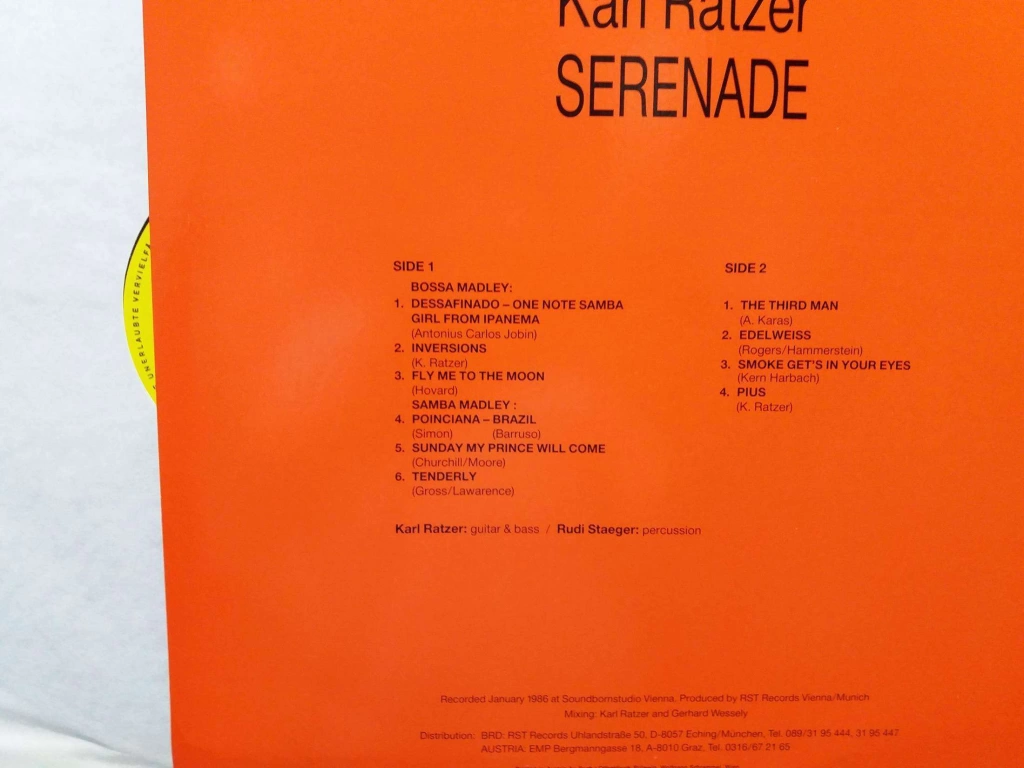 Karl Ratzer
SERENADE
SIDE 1
BOSSA MADLEY:
1. DESSAFINADO – ONE NOTE SAMBA
GIRL FROM IPANEMA
(Antonius Carlos Jobin)
2. INVERSIONS
(K. Ratzer)
3. FLY ME TO THE MOON
(Hovard)
SAMBA MADLEY :
4. POINCIANA – BRAZIL
(Simon) (Barruso)
5. SUNDAY MY PRINCE WILL COME
(Churchill/Moore)
6. TENDERLY
(Gross/Lawarence)
SIDE 2
1. THE THIRD MAN
(A. Karas)
2. EDELWEISS
(Rogers/Hammerstein)
3. SMOKE GET'S IN YOUR EYES
(Kern Harbach)
4. PIUS
(K. Ratzer)
Karl Ratzer: guitar & bass / Rudi Staeger: percussion
Recorded January 1986 at Soundbornstudio Vienna. Produced by RST Records Vienna/Munich
Mixing: Karl Ratzer and Gerhard Wessely
Distribution: BRD: RST Records Uhlandstraße 50, D-8057 Eching/München, Tel. 089/31 95 444, 31 95 447
AUSTRIA: EMP Bergmanngasse 18, A-8010 Graz, Tel. 0316/67 21 65
UNERLAUBTE VERVIELF